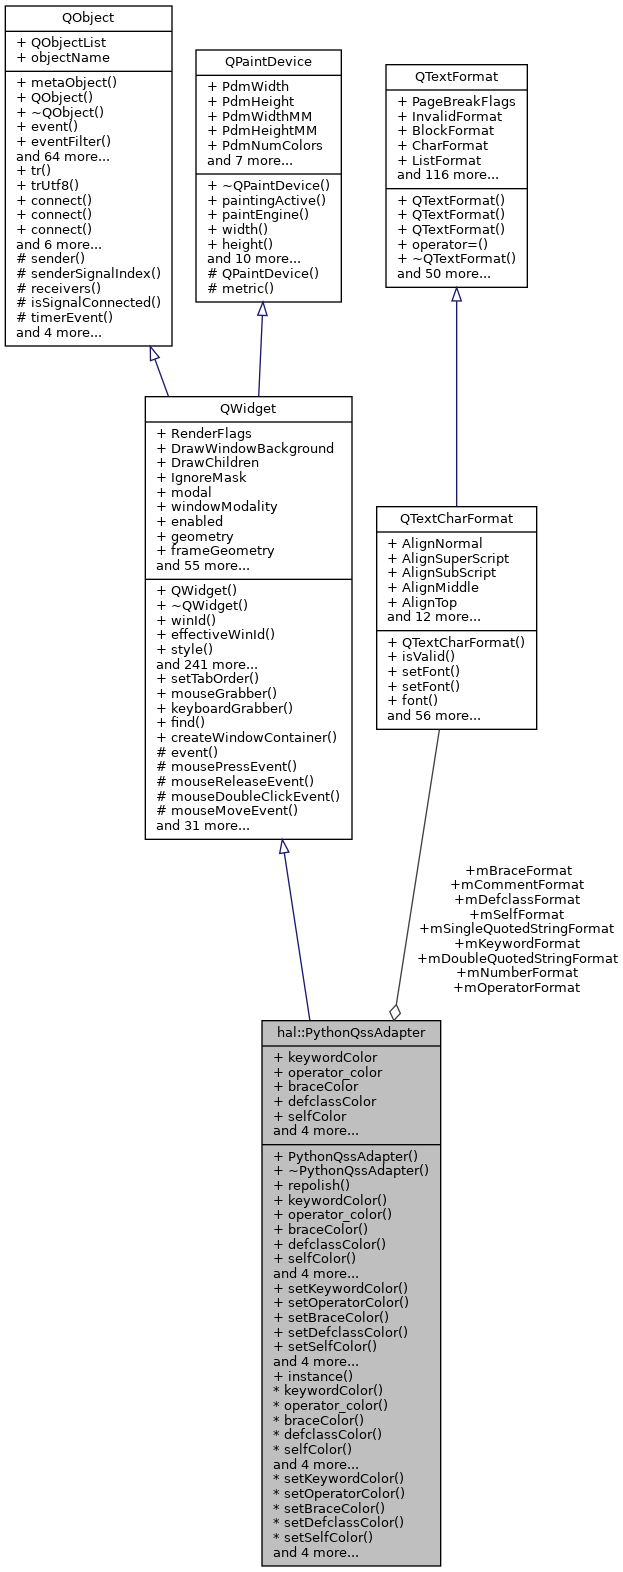 QObject
+ QObjectList
+ objectName
+ metaObject()
+ QObject()
+ ~QObject()
+ event()
+ eventFilter()
and 64 more...
+ tr()
+ trUtf8()
+ connect()
+ connect()
+ connect()
and 6 more...
# sender()
# senderSignalIndex()
# receivers()
# isSignalConnected()
# timerEvent()
and 4 more...
QPaintDevice
+ PdmWidth
+ PdmHeight
+ PdmWidthMM
+ PdmHeightMM
+ PdmNumColors
and 7 more...
+ ~QPaintDevice()
+ paintingActive()
+ paintEngine()
+ width()
+ height()
and 10 more...
# QPaintDevice()
# metric()
QTextFormat
+ PageBreakFlags
+ InvalidFormat
+ BlockFormat
+ CharFormat
+ ListFormat
and 116 more...
+ QTextFormat()
+ QTextFormat()
+ QTextFormat()
+ operator=()
+ ~QTextFormat()
and 50 more...
QWidget
+ RenderFlags
+ DrawWindowBackground
+ DrawChildren
+ IgnoreMask
+ modal
+ windowModality
+ enabled
+ geometry
+ frameGeometry
and 55 more...
+ QWidget()
+ ~QWidget()
+ winId()
+ effectiveWinId()
+ style()
and 241 more...
+ setTabOrder()
+ mouseGrabber()
+ keyboardGrabber()
+ find()
+ createWindowContainer()
# event()
# mousePressEvent()
# mouseReleaseEvent()
# mouseDoubleClickEvent()
# mouseMoveEvent()
and 31 more...
QTextCharFormat
+ AlignNormal
+ AlignSuperScript
+ AlignSubScript
+ AlignMiddle
+ AlignTop
and 12 more...
+ QTextCharFormat()
+ isValid()
+ setFont()
+ setFont()
+ font()
and 56 more...
+mBraceFormat
+mCommentFormat
+mDefclassFormat
+mSelfFormat
+mSingleQuotedStringFormat
+mKeywordFormat
+mDoubleQuotedStringFormat
+mNumberFormat
+mOperatorFormat
hal::PythonQssAdapter
+ keywordColor
+ operator_color
+ braceColor
+ defclassColor
+ selfColor
and 4 more...
+ PythonQssAdapter()
+ ~PythonQssAdapter()
+ repolish()
+ keywordColor()
+ operator_color()
+ braceColor()
+ defclassColor()
+ selfColor()
and 4 more...
+ setKeywordColor()
+ setOperatorColor()
+ setBraceColor()
+ setDefclassColor()
+ setSelfColor()
and 4 more...
+ instance()
* keywordColor()
* operator_color()
* braceColor()
* defclassColor()
* selfColor()
and 4 more...
* setKeywordColor()
* setOperatorColor()
* setBraceColor()
* setDefclassColor()
* setSelfColor()
and 4 more...